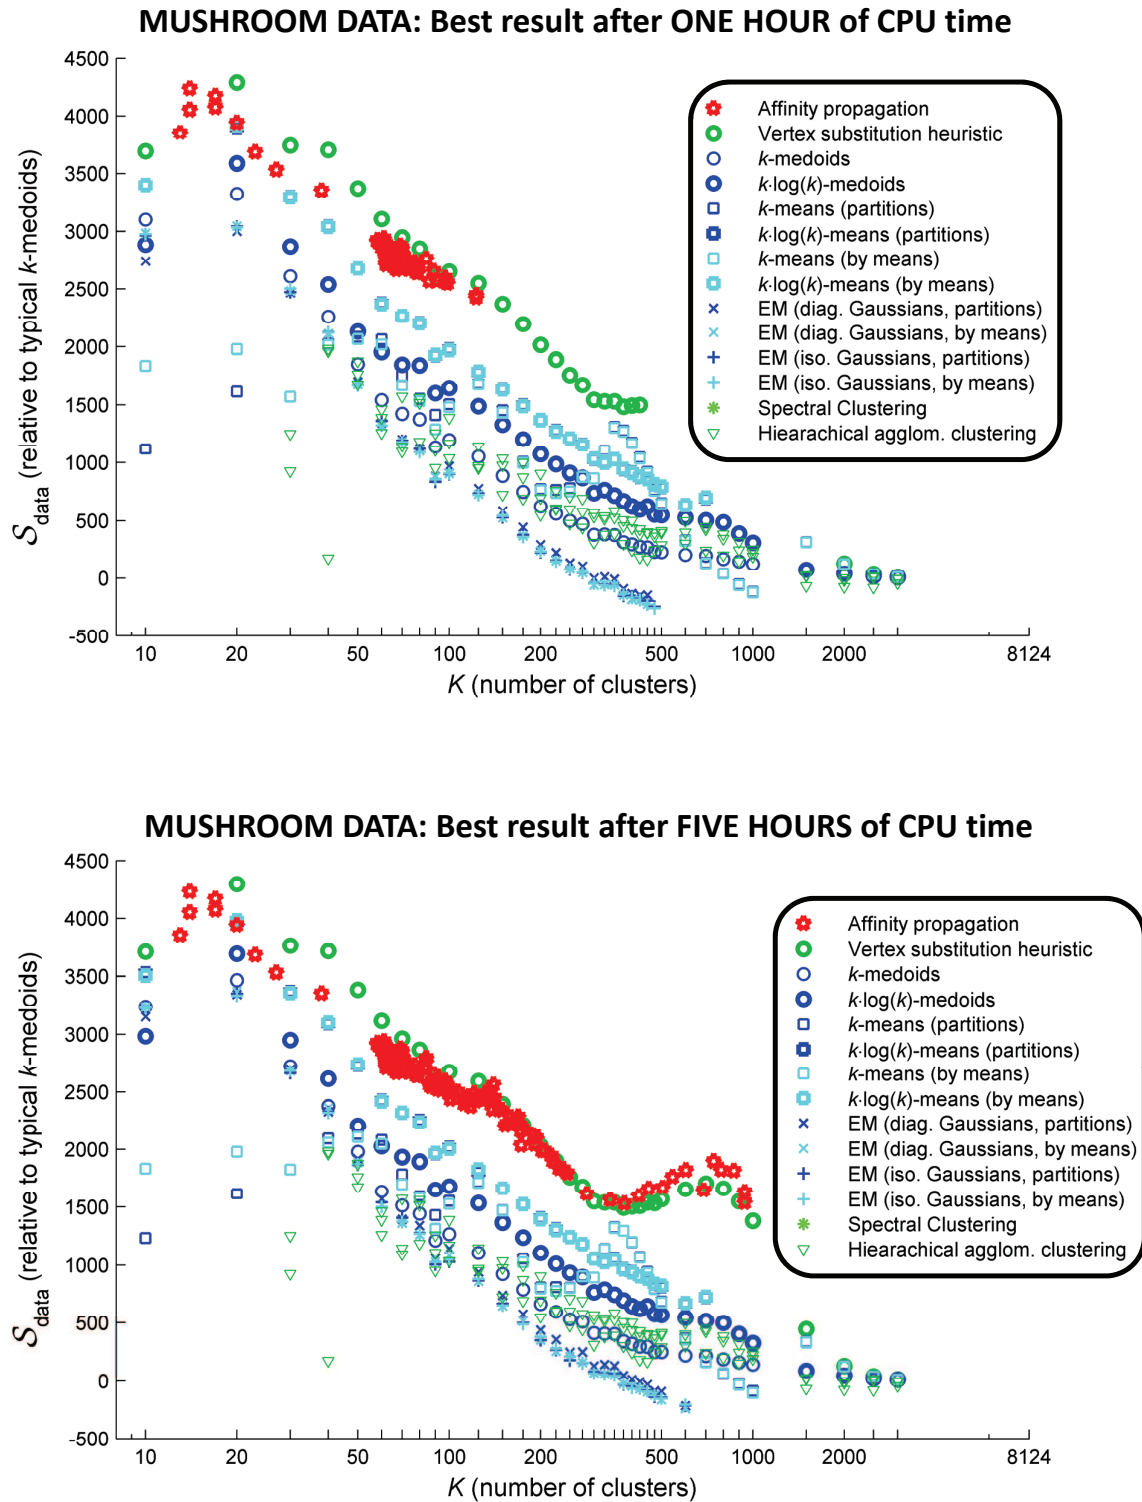 MUSHROOM DATA: Best result after ONE HOUR of CPU time
4500
4000
3500
3000
2500
2000
1500
1000
500
0
-500
S_data (relative to typical k-medoids)
10 20 50 100 200 500 1000 2000 8124
K (number of clusters)
Affinity propagation
Vertex substitution heuristic
k-medoids
k·log(k)-medoids
k-means (partitions)
k·log(k)-means (partitions)
k-means (by means)
k·log(k)-means (by means)
EM (diag. Gaussians, partitions)
EM (diag. Gaussians, by means)
EM (iso. Gaussians, partitions)
EM (iso. Gaussians, by means)
Spectral Clustering
Hiearachical agglom. clustering
MUSHROOM DATA: Best result after FIVE HOURS of CPU time
4500
4000
3500
3000
2500
2000
1500
1000
500
0
-500
S_data (relative to typical k-medoids)
10 20 50 100 200 500 1000 2000 8124
K (number of clusters)
Affinity propagation
Vertex substitution heuristic
k-medoids
k·log(k)-medoids
k-means (partitions)
k·log(k)-means (partitions)
k-means (by means)
k·log(k)-means (by means)
EM (diag. Gaussians, partitions)
EM (diag. Gaussians, by means)
EM (iso. Gaussians, partitions)
EM (iso. Gaussians, by means)
Spectral Clustering
Hiearachical agglom. clustering